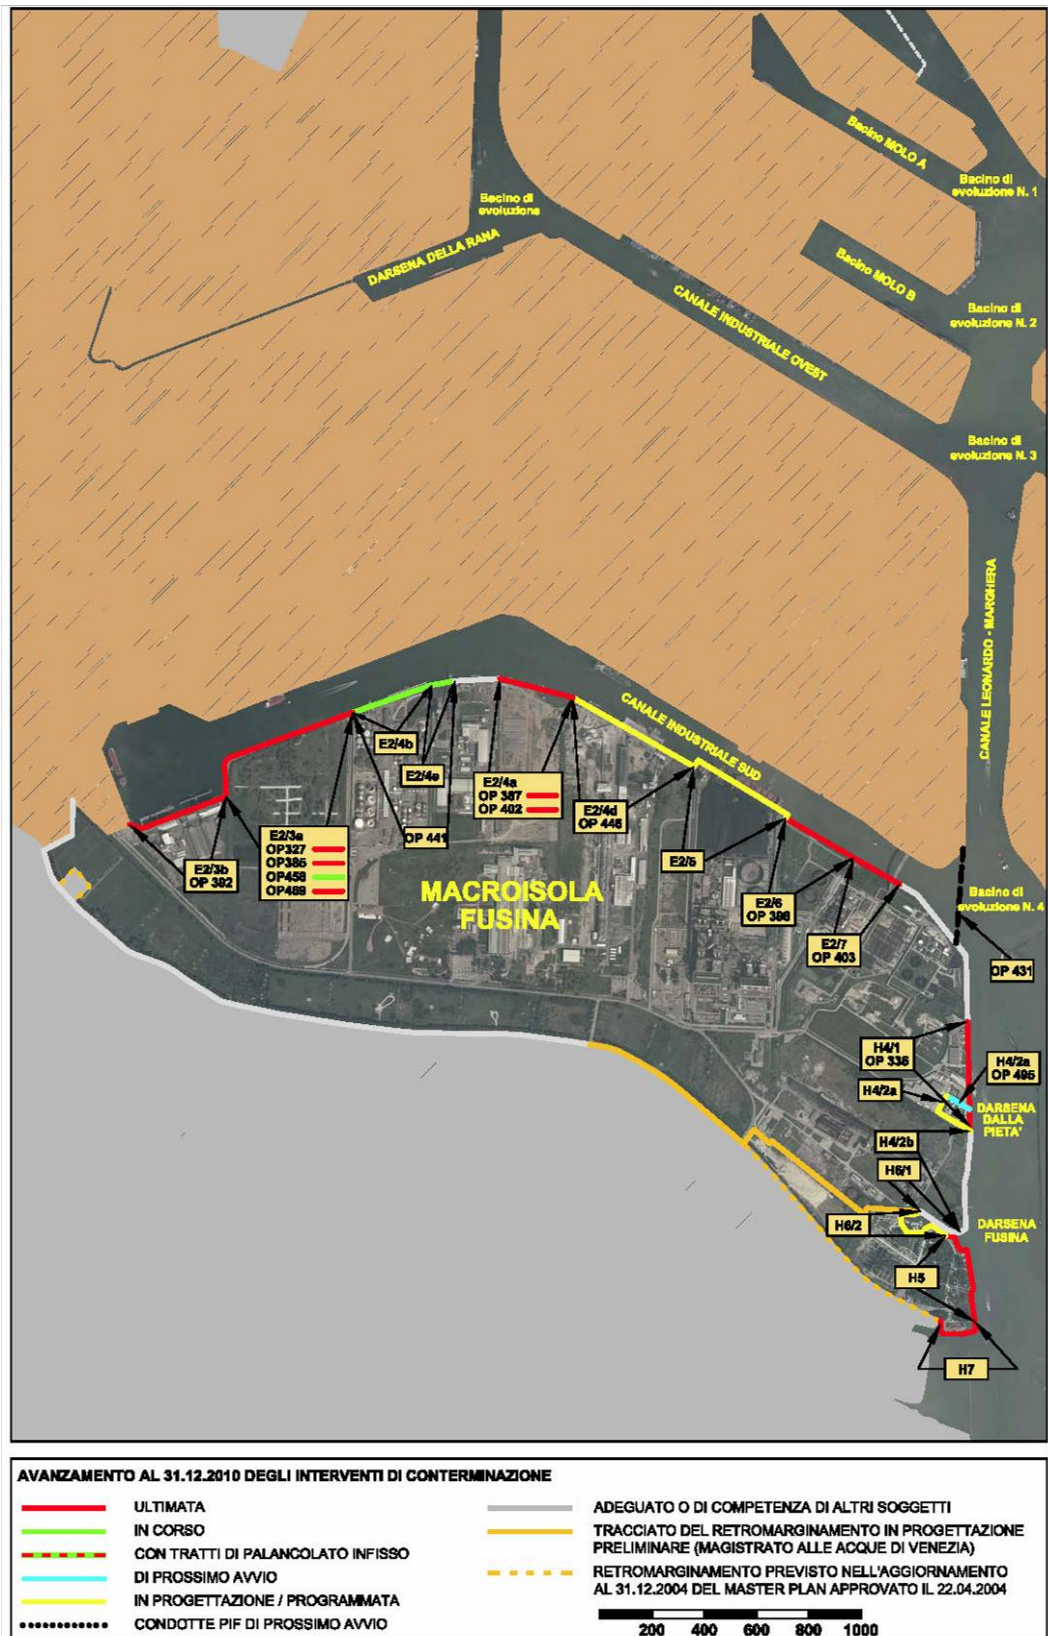 Bacino MOLO A
Bacino di
evoluzione N. 1
Bacino di
evoluzione
DARSENA DELLA RANA
Bacino MOLO B
CANALE INDUSTRIALE OVEST
Bacino di
evoluzione N. 2
Bacino di
evoluzione N. 3
CANALE LEONARDO - MARGHERA
CANALE INDUSTRIALE SUD
E2/4b
E2/4e
E2/4a
OP 387
OP 402
E2/4d
OP 445
E2/3a
OP327
OP385
OP458
OP469
OP 441
E2/3b
OP 392
E2/5
MACROISOLA
FUSINA
E2/6
OP 398
Bacino di
evoluzione N. 4
E2/7
OP 403
OP 431
H4/1
OP 335
H4/2a
OP 495
H4/2a
DARSENA
DALLA
PIETA'
H4/2b
H6/1
H6/2
DARSENA
FUSINA
H5
H7
AVANZAMENTO AL 31.12.2010 DEGLI INTERVENTI DI CONTERMINAZIONE
ULTIMATA
IN CORSO
CON TRATTI DI PALANCOLATO INFISSO
DI PROSSIMO AVVIO
IN PROGETTAZIONE / PROGRAMMATA
CONDOTTE PIF DI PROSSIMO AVVIO
ADEGUATO O DI COMPETENZA DI ALTRI SOGGETTI
TRACCIATO DEL RETROMARGINAMENTO IN PROGETTAZIONE
PRELIMINARE (MAGISTRATO ALLE ACQUE DI VENEZIA)
RETROMARGINAMENTO PREVISTO NELL'AGGIORNAMENTO
AL 31.12.2004 DEL MASTER PLAN APPROVATO IL 22.04.2004
200 400 600 800 1000